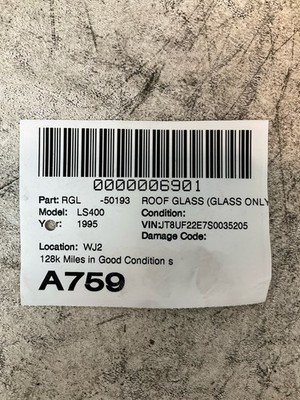 0000006901
Part: RGL -50193 ROOF GLASS (GLASS ONLY
Model: LS400 Condition:
Year: 1995 VIN:JT8UF22E7S0035205
Damage Code:
Location: WJ2
128k Miles in Good Condition s
A759